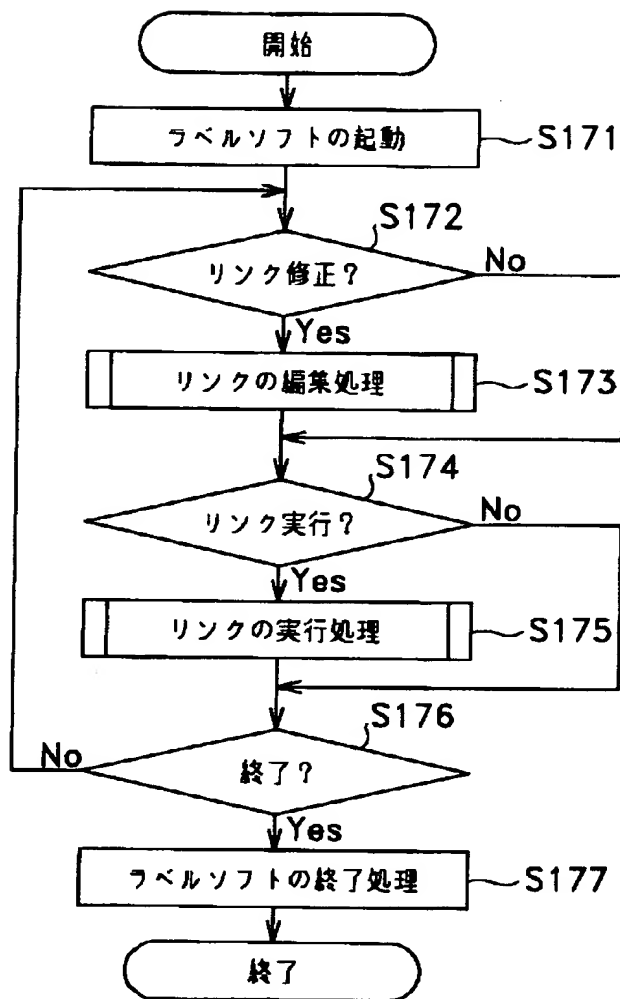 開始
ラベルソフトの起動
S171
S172
リンク修正?
No
Yes
リンクの編集処理
S173
S174
リンク実行?
No
Yes
リンクの実行処理
S175
S176
No
終了?
Yes
ラベルソフトの終了処理
S177
終了